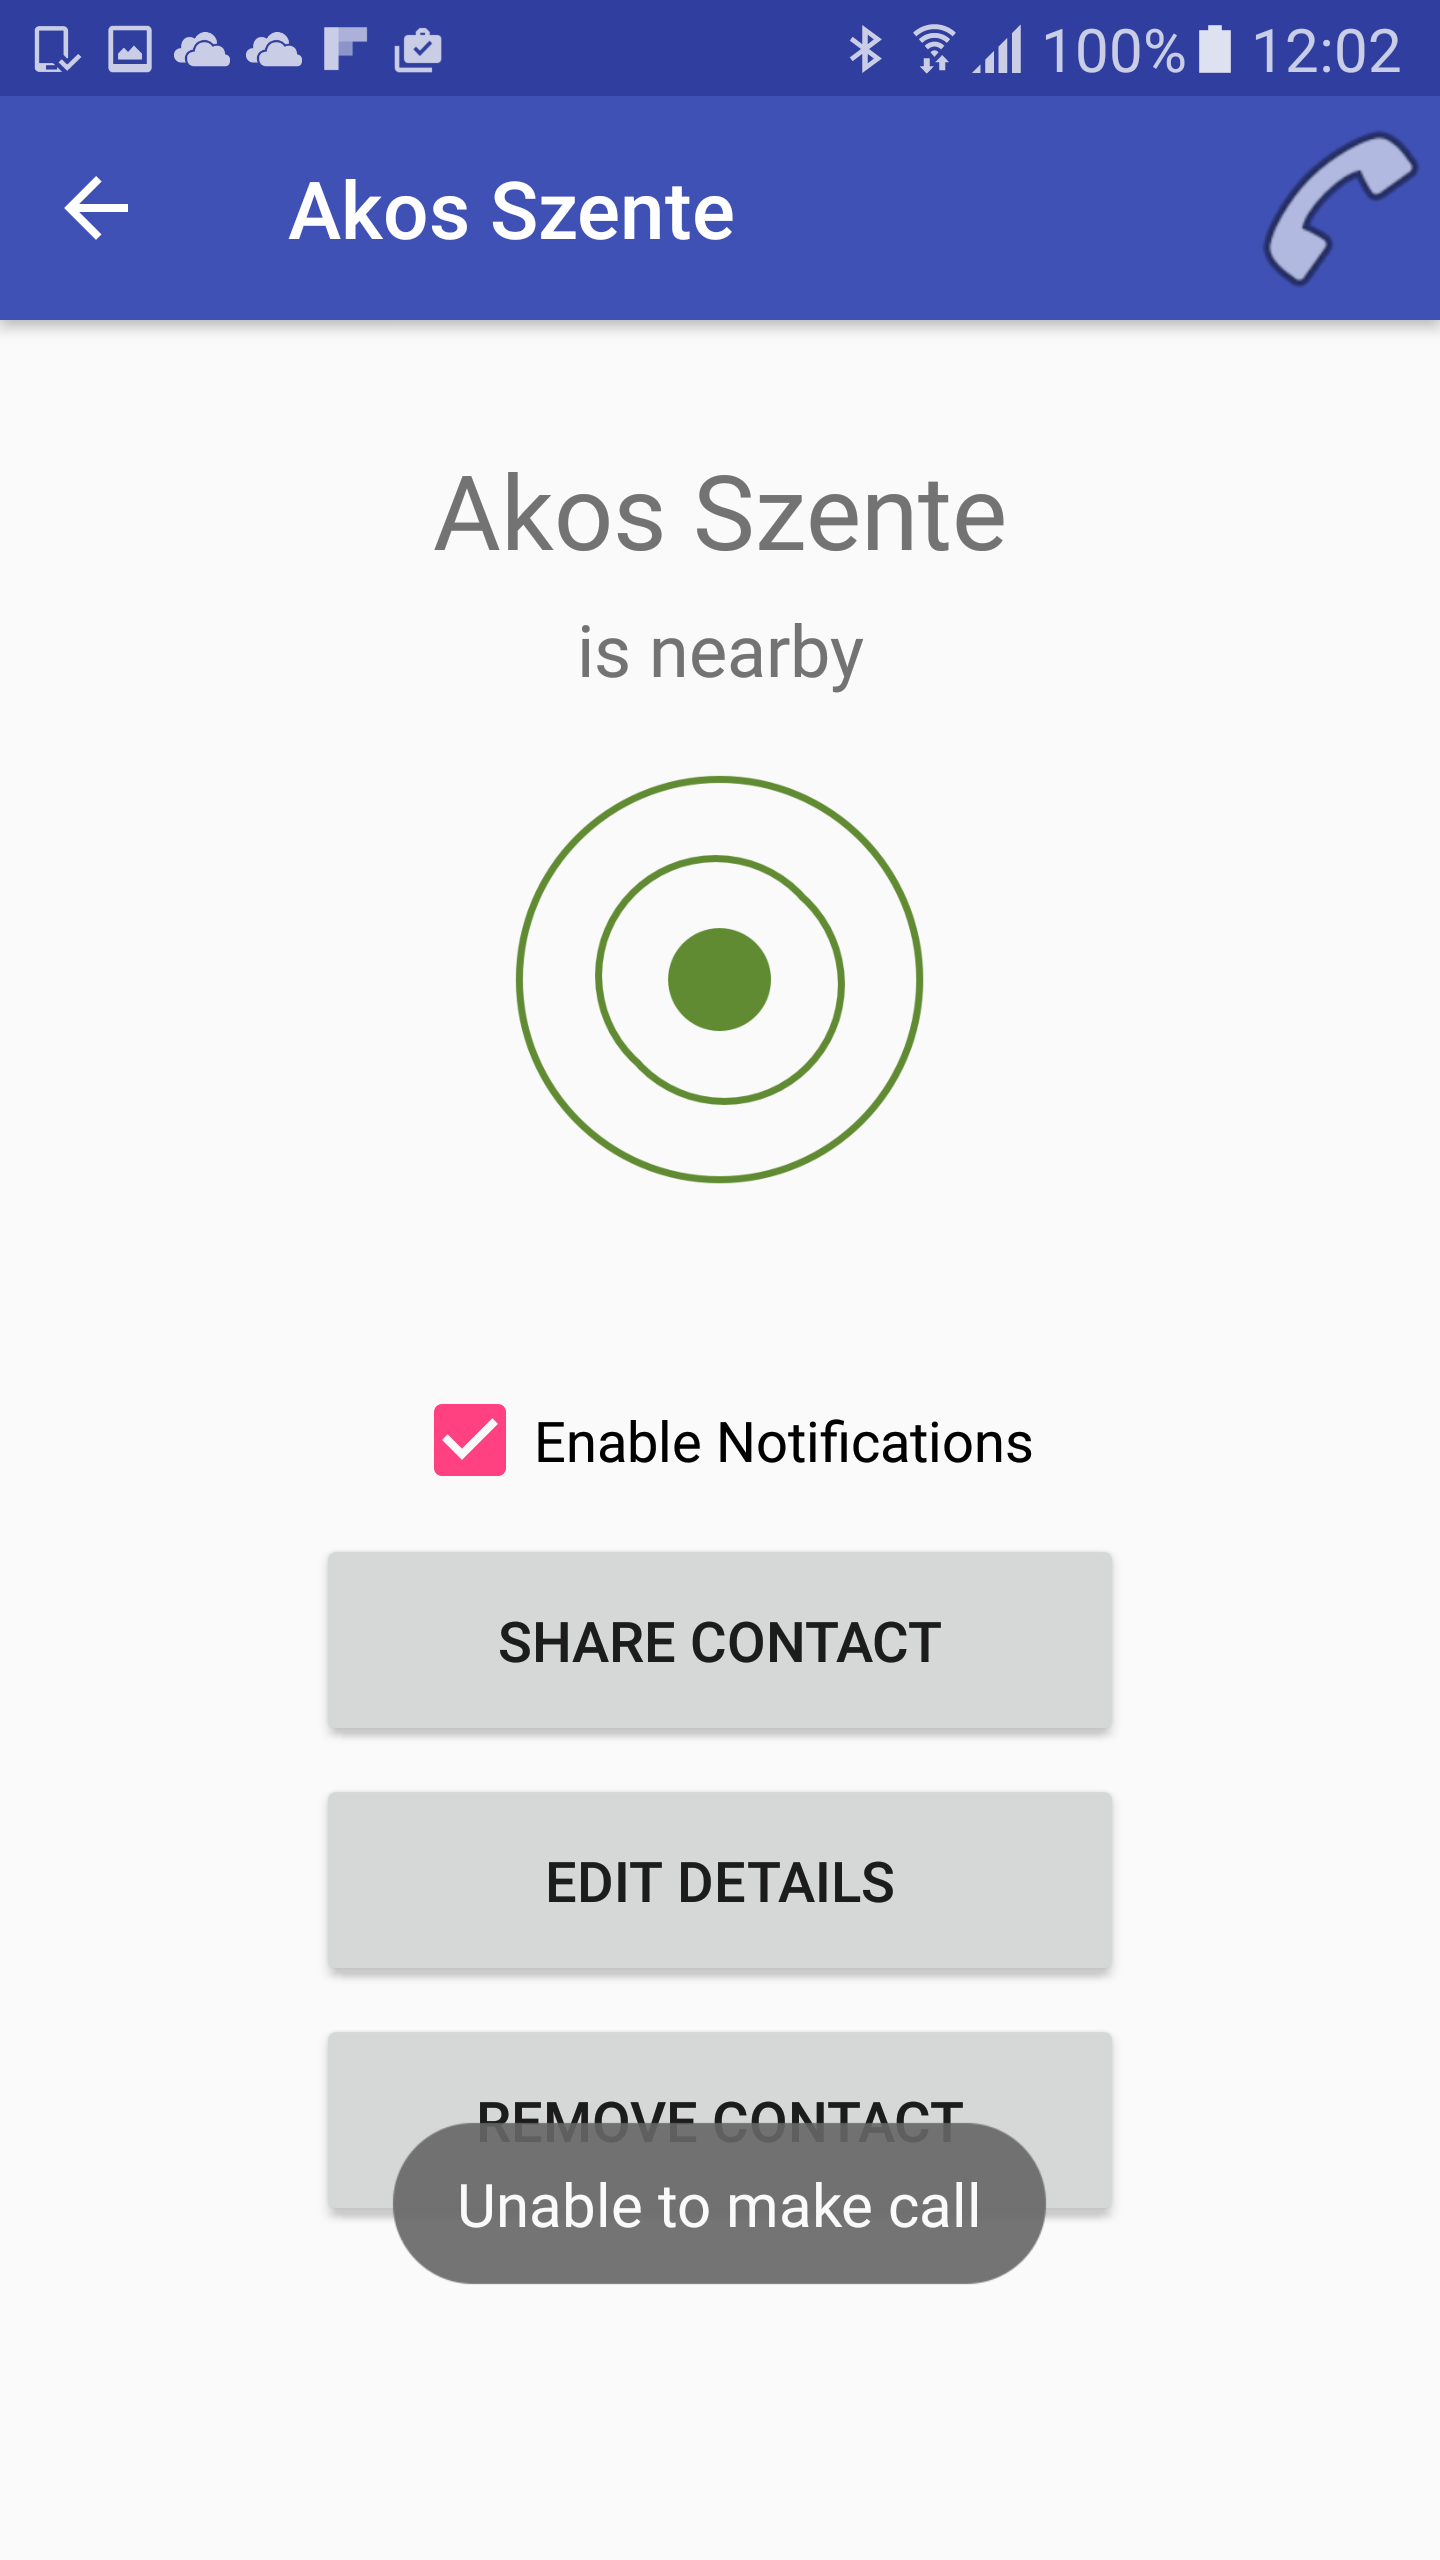 100% 12:02
Akos Szente
Akos Szente
is nearby
Enable Notifications
SHARE CONTACT
EDIT DETAILS
REMOVE CONTACT
Unable to make call